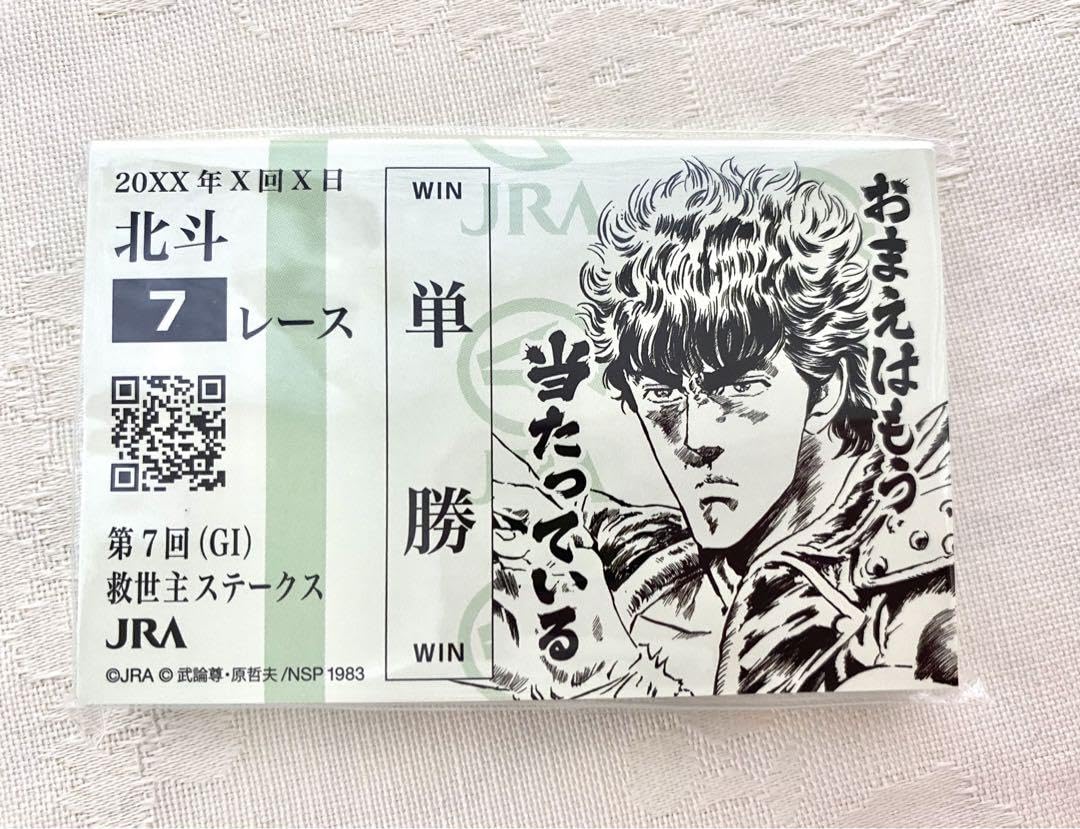 20XX年X回X日
北斗
7レース
第7回(GI)
救世主ステークス
JRA
©JRA © 武論尊・原哲夫/NSP 1983
WIN
単勝
WIN
おまえはもう
当たっている
JRA
JRA